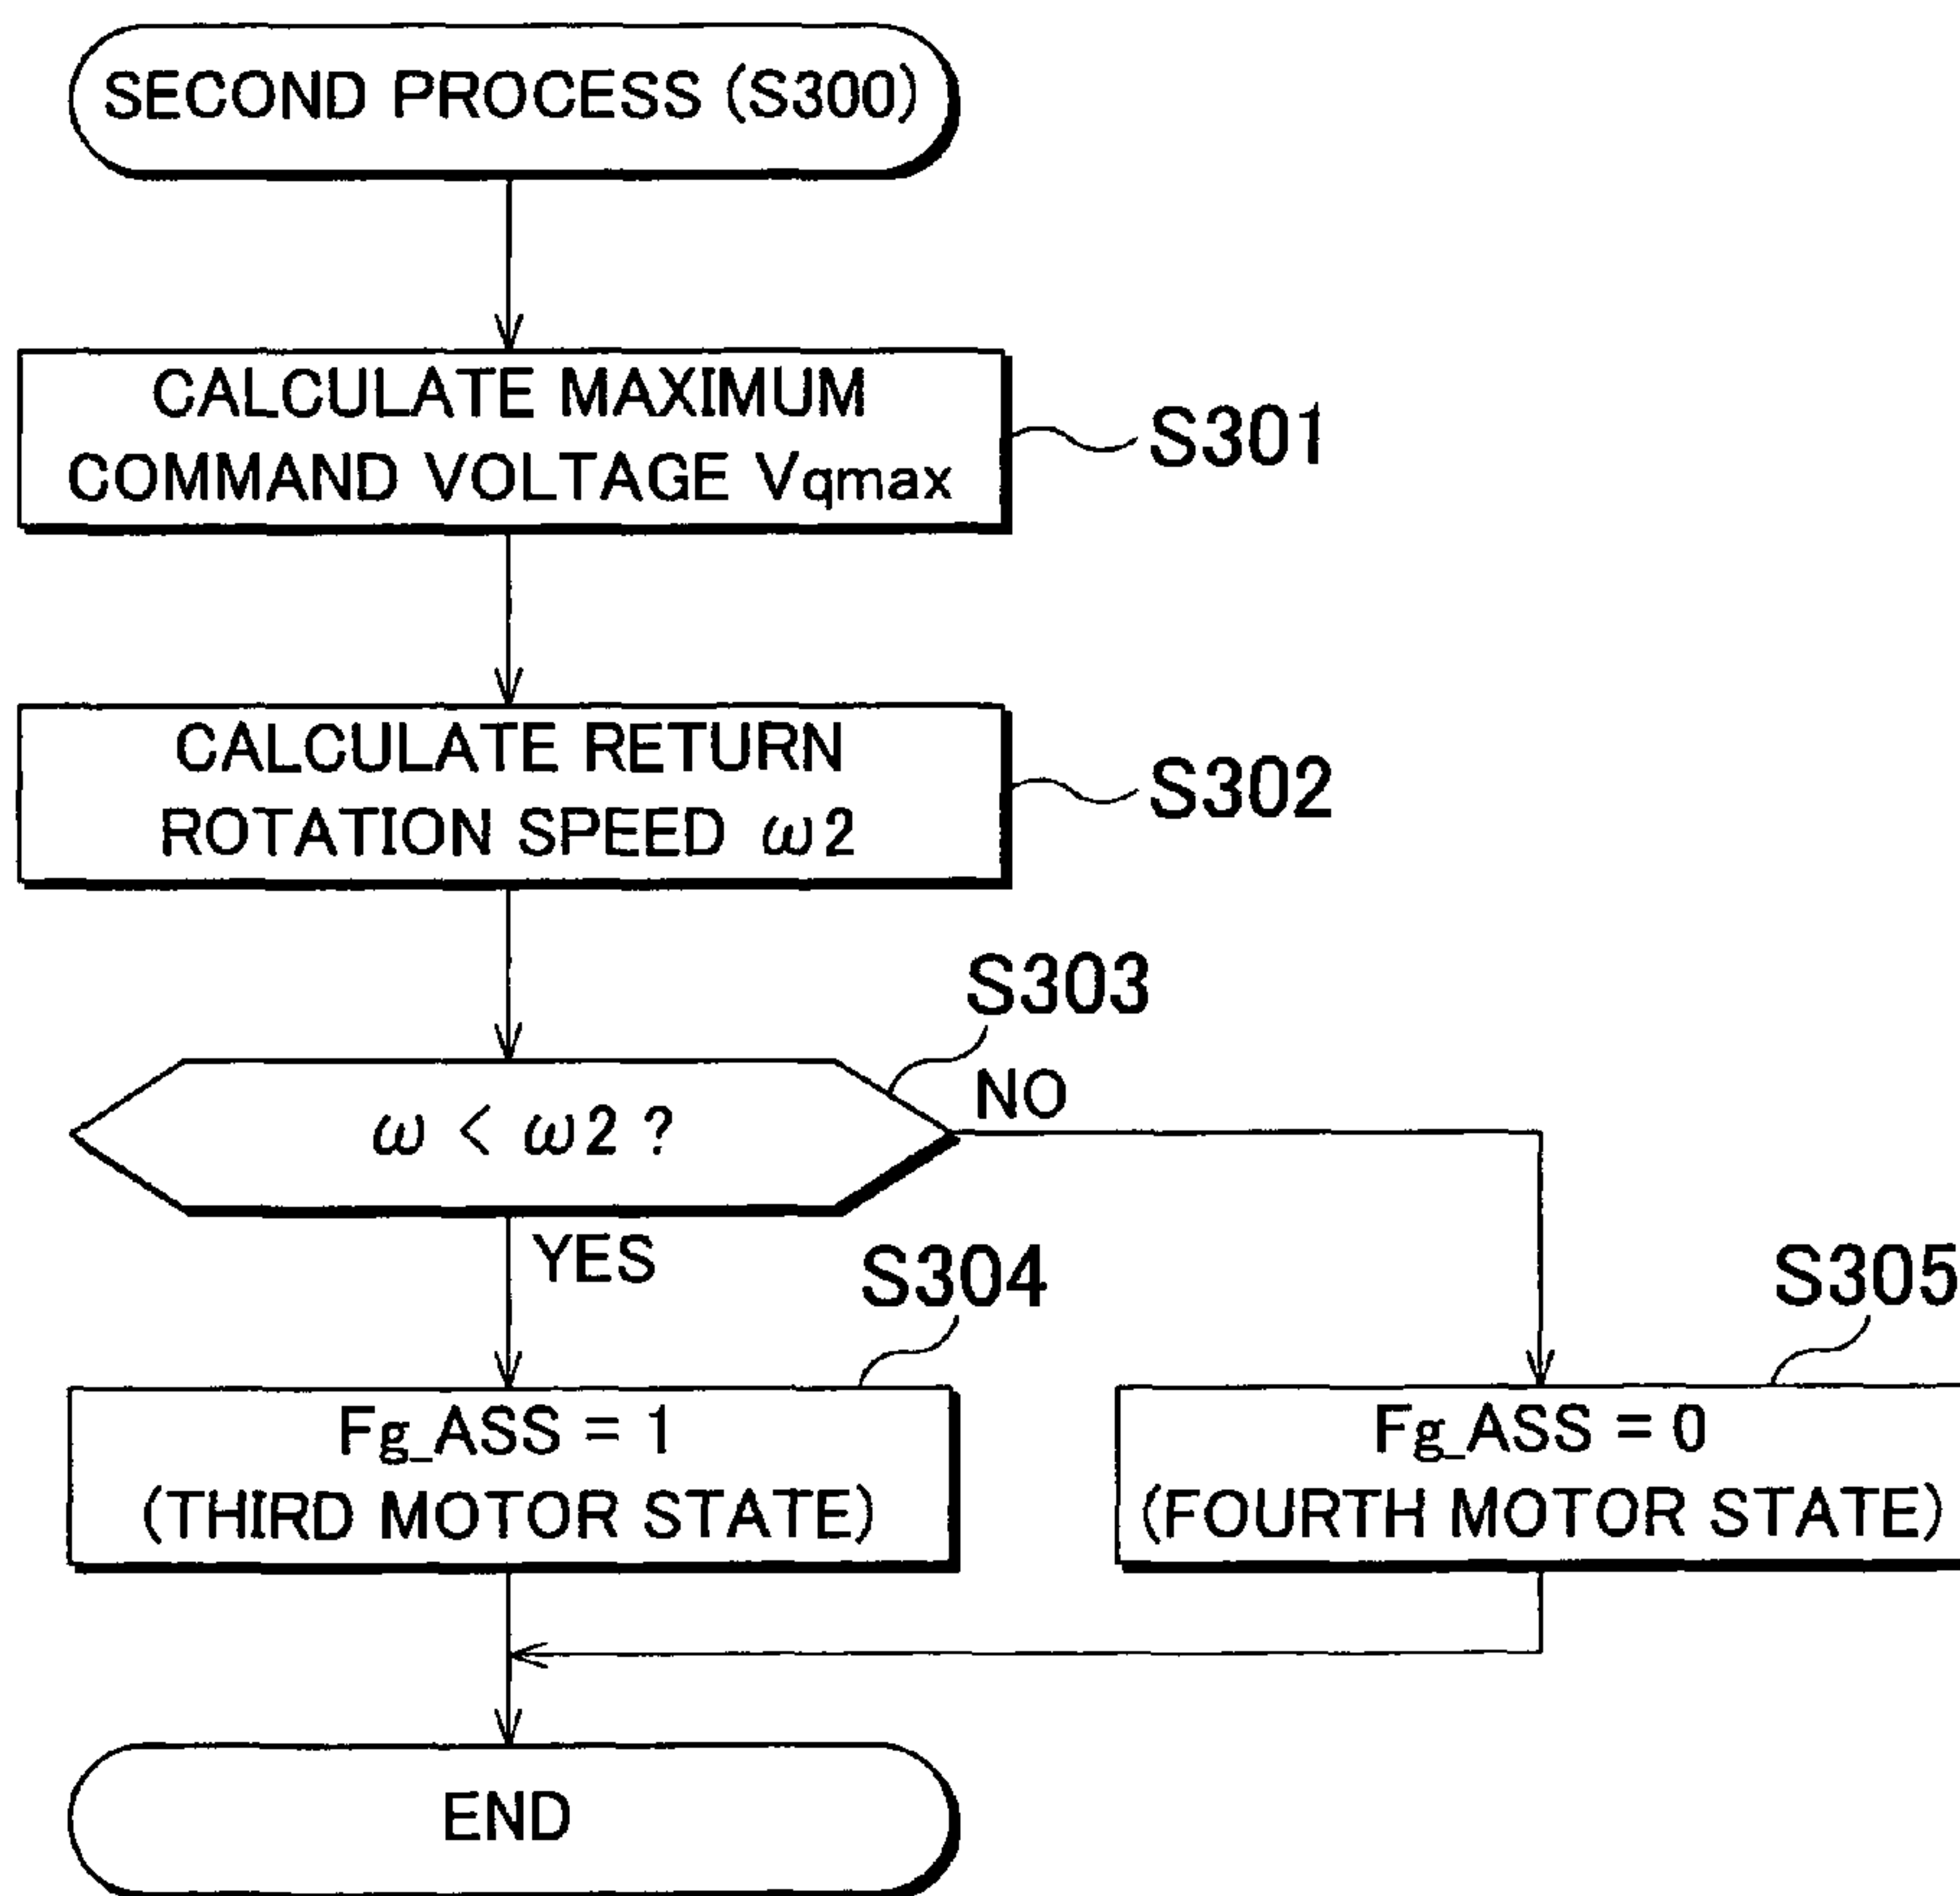 SECOND PROCESS (S300)
CALCULATE MAXIMUM
COMMAND VOLTAGE Vqmax
S301
CALCULATE RETURN
ROTATION SPEED ω2
S302
S303
ω < ω2 ?
NO
YES
S304
S305
Fg_ASS = 1
(THIRD MOTOR STATE)
Fg_ASS = 0
(FOURTH MOTOR STATE)
END